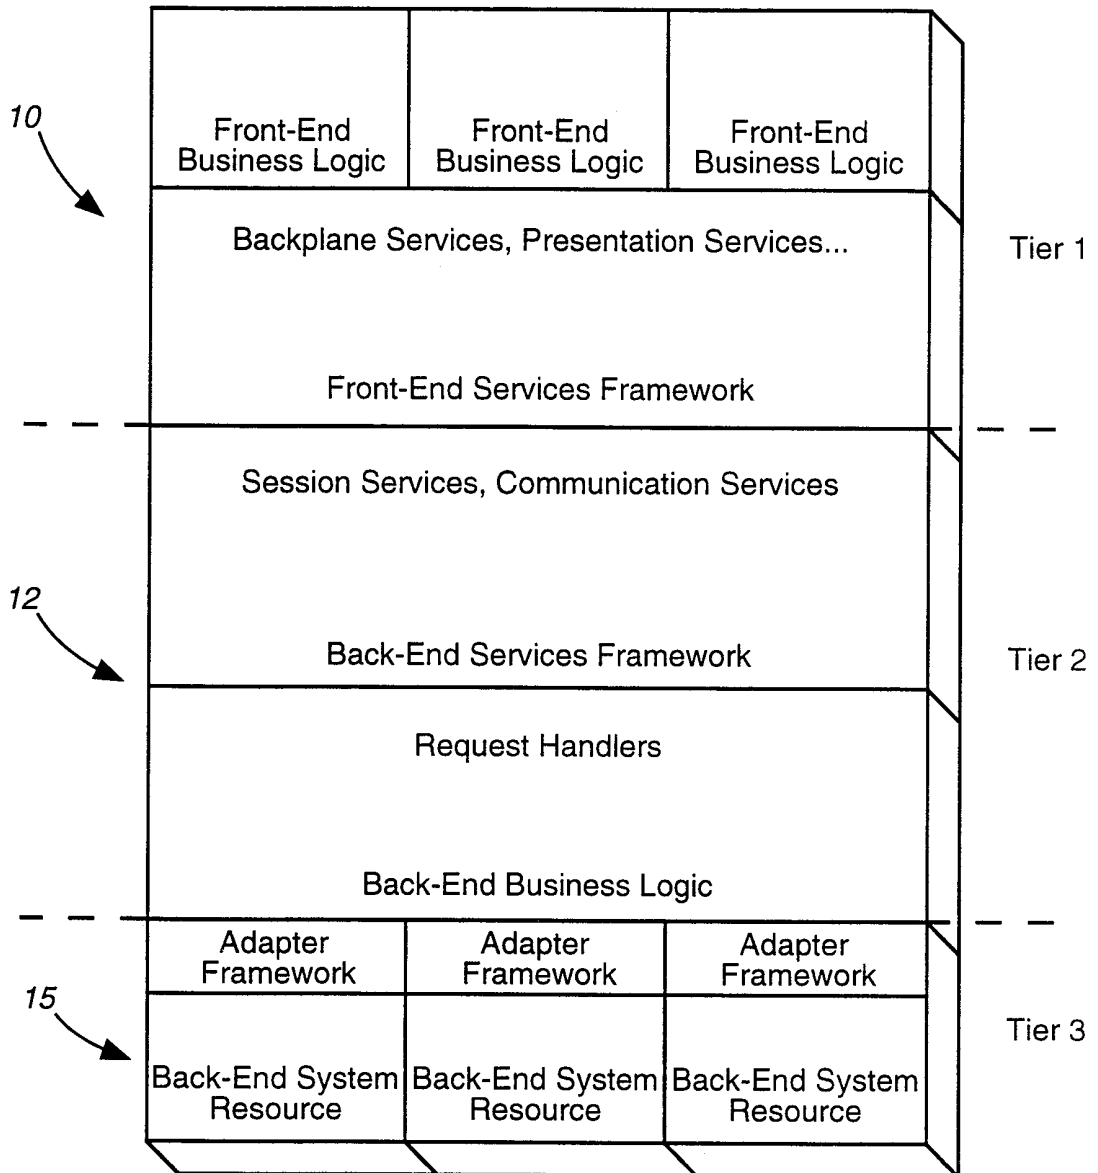 10
Front-End
Business Logic
Front-End
Business Logic
Front-End
Business Logic
Backplane Services, Presentation Services...
Tier 1
Front-End Services Framework
Session Services, Communication Services
12
Back-End Services Framework
Tier 2
Request Handlers
Back-End Business Logic
Adapter
Framework
Adapter
Framework
Adapter
Framework
15
Tier 3
Back-End System
Resource
Back-End System
Resource
Back-End System
Resource